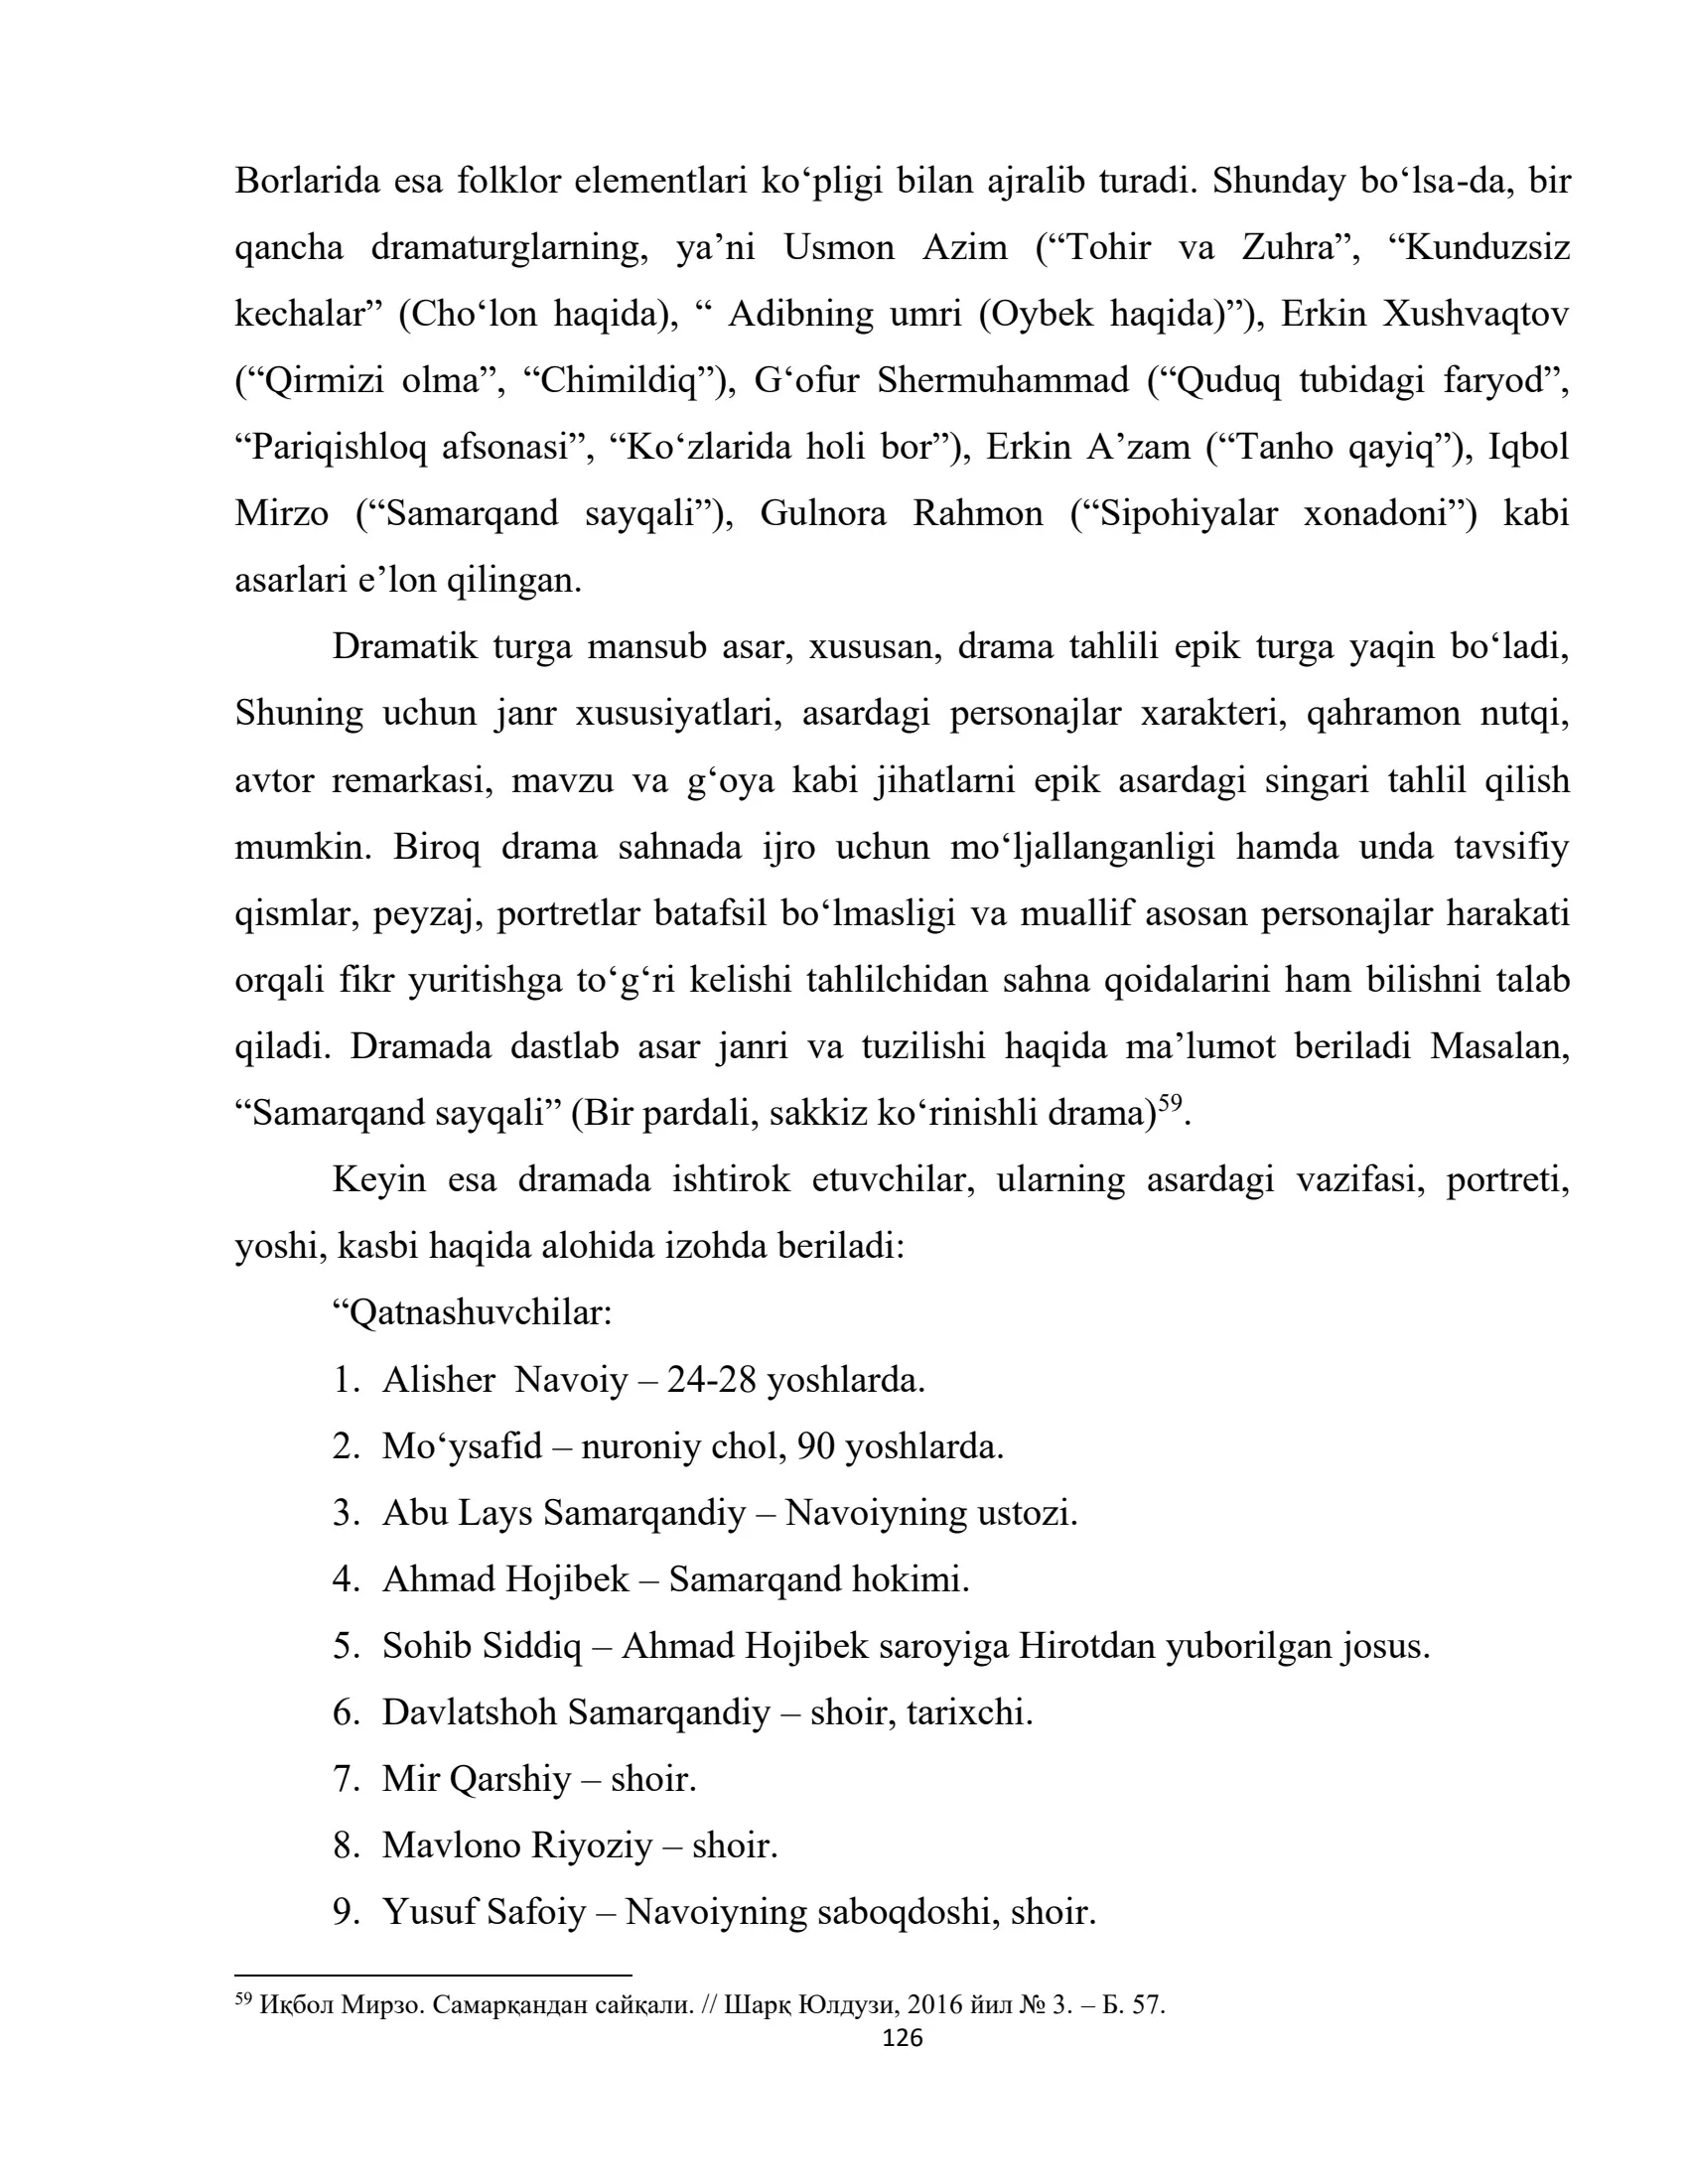 Borlarida esa folklor elementlari ko‘pligi bilan ajralib turadi. Shunday bo‘lsa-da, bir
qancha dramaturglarning, ya’ni Usmon Azim (“Tohir va Zuhra”, “Kunduzsiz
kechalar” (Cho‘lon haqida), “ Adibning umri (Oybek haqida)”), Erkin Xushvaqtov
(“Qirmizi olma”, “Chimildiq”), G‘ofur Shermuhammad (“Quduq tubidagi faryod”,
“Pariqishloq afsonasi”, “Ko‘zlarida holi bor”), Erkin A’zam (“Tanho qayiq”), Iqbol
Mirzo (“Samarqand sayqali”), Gulnora Rahmon (“Sipohiyalar xonadoni”) kabi
asarlari e’lon qilingan.
Dramatik turga mansub asar, xususan, drama tahlili epik turga yaqin bo‘ladi,
Shuning uchun janr xususiyatlari, asardagi personajlar xarakteri, qahramon nutqi,
avtor remarkasi, mavzu va g‘oya kabi jihatlarni epik asardagi singari tahlil qilish
mumkin. Biroq drama sahnada ijro uchun mo‘ljallanganligi hamda unda tavsifiy
qismlar, peyzaj, portretlar batafsil bo‘lmasligi va muallif asosan personajlar harakati
orqali fikr yuritishga to‘g‘ri kelishi tahlilchidan sahna qoidalarini ham bilishni talab
qiladi. Dramada dastlab asar janri va tuzilishi haqida ma’lumot beriladi Masalan,
“Samarqand sayqali” (Bir pardali, sakkiz ko‘rinishli drama)⁵⁹.
Keyin esa dramada ishtirok etuvchilar, ularning asardagi vazifasi, portreti,
yoshi, kasbi haqida alohida izohda beriladi:
“Qatnashuvchilar:
1. Alisher  Navoiy – 24-28 yoshlarda.
2. Mo‘ysafid – nuroniy chol, 90 yoshlarda.
3. Abu Lays Samarqandiy – Navoiyning ustozi.
4. Ahmad Hojibek – Samarqand hokimi.
5. Sohib Siddiq – Ahmad Hojibek saroyiga Hirotdan yuborilgan josus.
6. Davlatshoh Samarqandiy – shoir, tarixchi.
7. Mir Qarshiy – shoir.
8. Mavlono Riyoziy – shoir.
9. Yusuf Safoiy – Navoiyning saboqdoshi, shoir.
⁵⁹ Иқбол Мирзо. Самарқандан сайқали. // Шарқ Юлдузи, 2016 йил № 3. – Б. 57.
126